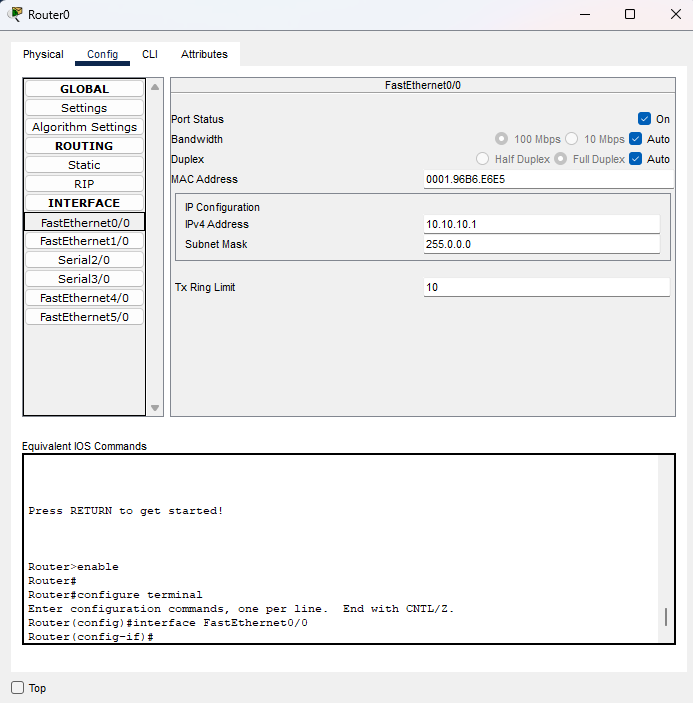 Router0
Physical Config CLI Attributes
GLOBAL
Settings
Algorithm Settings
ROUTING
Static
RIP
INTERFACE
FastEthernet0/0
FastEthernet1/0
Serial2/0
Serial3/0
FastEthernet4/0
FastEthernet5/0
FastEthernet0/0
Port Status On
Bandwidth 100 Mbps 10 Mbps Auto
Duplex Half Duplex Full Duplex Auto
MAC Address 0001.96B6.E6E5
IP Configuration
IPv4 Address 10.10.10.1
Subnet Mask 255.0.0.0
Tx Ring Limit 10
Equivalent IOS Commands
Press RETURN to get started!
Router>enable
Router#
Router#configure terminal
Enter configuration commands, one per line. End with CNTL/Z.
Router(config)#interface FastEthernet0/0
Router(config-if)#
Top